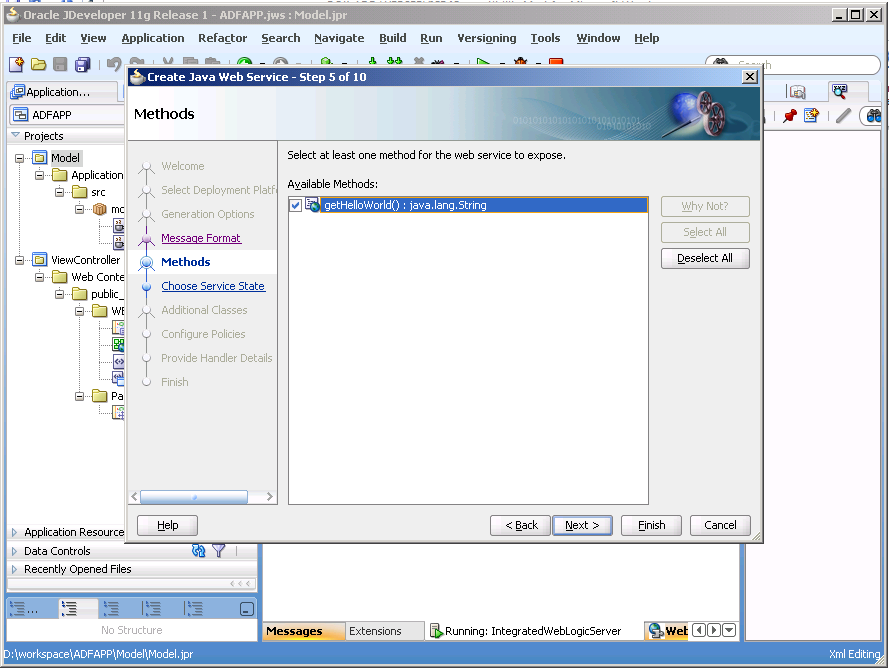 Oracle JDeveloper 11g Release 1 - ADFAPP.jws : Model.jpr
File Edit View Application Refactor Search Navigate Build Run Versioning Tools Window Help
Search
Application...
ADFAPP
Projects
Model
Application
src
ViewController
Web Conte
public_
Pa
Application Resource
Data Controls
Recently Opened Files
No Structure
Create Java Web Service - Step 5 of 10
Methods
Welcome
Select Deployment Platfo
Generation Options
Message Format
Methods
Choose Service State
Additional Classes
Configure Policies
Provide Handler Details
Finish
Select at least one method for the web service to expose.
Available Methods:
getHelloWorld() : java.lang.String
Why Not?
Select All
Deselect All
Help
< Back
Next >
Finish
Cancel
Messages
Extensions
Running: IntegratedWebLogicServer
Web
D:\workspace\ADFAPP\Model\Model.jpr
Xml Editing